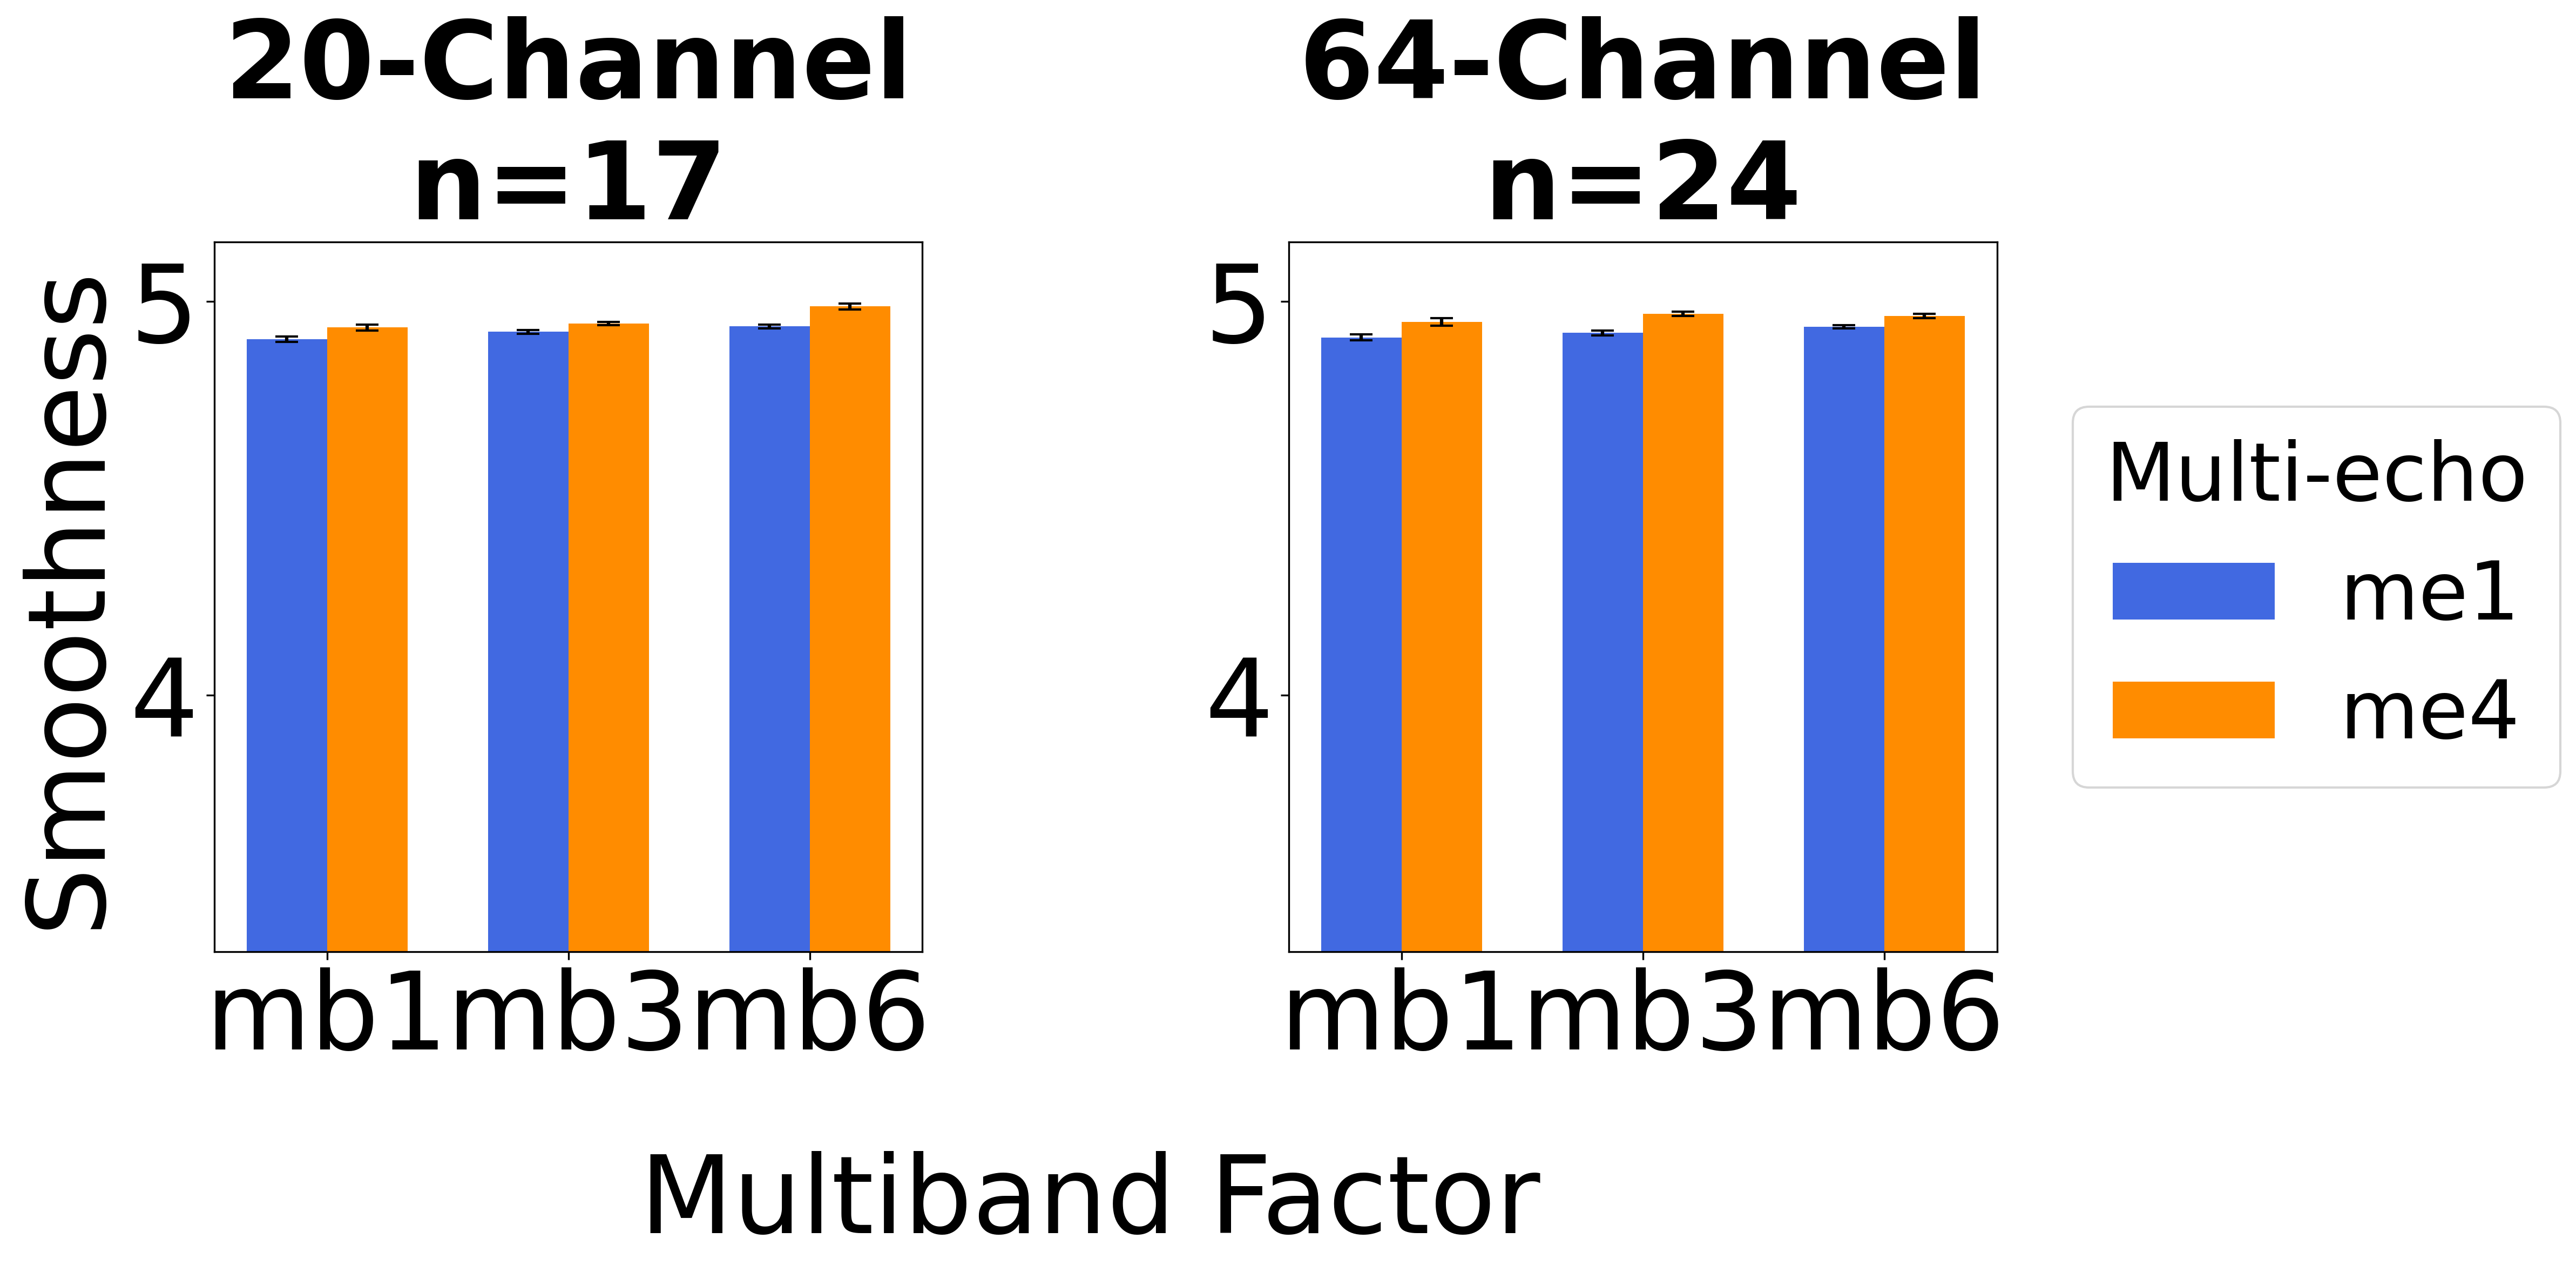 20-Channel
n=17
64-Channel
n=24
Smoothness
5
4
5
4
mb1 mb3 mb6
mb1 mb3 mb6
Multiband Factor
Multi-echo
me1
me4